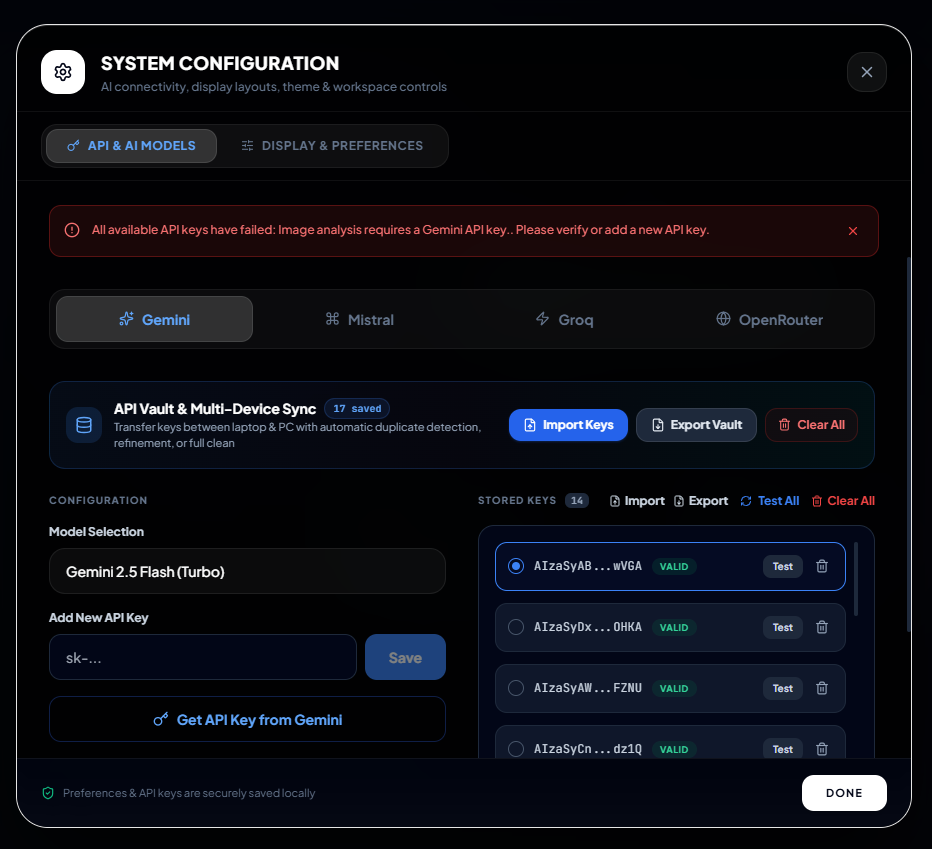 SYSTEM CONFIGURATION
AI connectivity, display layouts, theme & workspace controls
API & AI MODELS
DISPLAY & PREFERENCES
All available API keys have failed: Image analysis requires a Gemini API key.. Please verify or add a new API key.
Gemini
Mistral
Groq
OpenRouter
API Vault & Multi-Device Sync
17 saved
Transfer keys between laptop & PC with automatic duplicate detection,
refinement, or full clean
Import Keys
Export Vault
Clear All
CONFIGURATION
Model Selection
Gemini 2.5 Flash (Turbo)
Add New API Key
sk-...
Save
Get API Key from Gemini
STORED KEYS
14
Import
Export
Test All
Clear All
AIzaSyAB...wVGA
VALID
Test
AIzaSyDx...OHKA
VALID
Test
AIzaSyAW...FZNU
VALID
Test
AIzaSyCn...dz1Q
VALID
Test
Preferences & API keys are securely saved locally
DONE